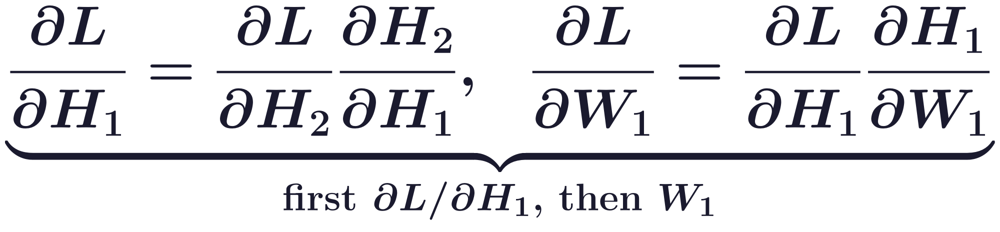 ∂L/∂H₁ = ∂L/∂H₂ ∂H₂/∂H₁, ∂L/∂W₁ = ∂L/∂H₁ ∂H₁/∂W₁
first ∂L/∂H₁, then W₁